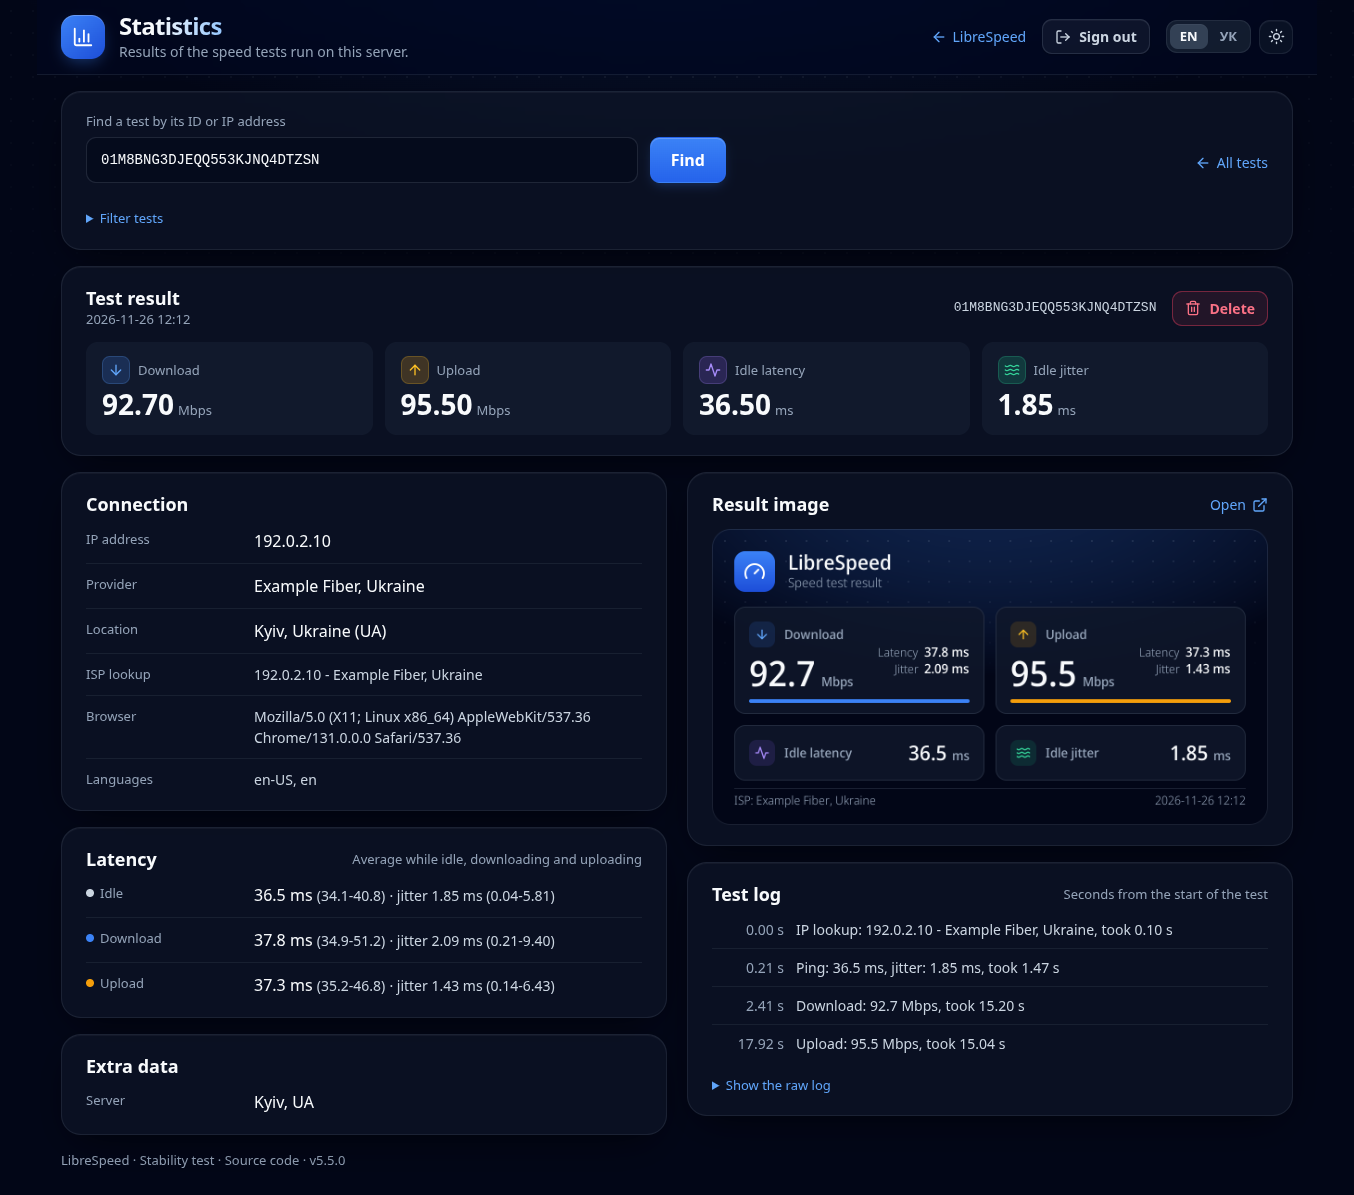 Statistics
Results of the speed tests run on this server.
LibreSpeed
Sign out
EN
УК
Find a test by its ID or IP address
01M8BNG3DJEQQ553KJNQ4DTZSN
Find
All tests
Filter tests
Test result
2026-11-26 12:12
01M8BNG3DJEQQ553KJNQ4DTZSN
Delete
Download
92.70 Mbps
Upload
95.50 Mbps
Idle latency
36.50 ms
Idle jitter
1.85 ms
Connection
IP address 192.0.2.10
Provider Example Fiber, Ukraine
Location Kyiv, Ukraine (UA)
ISP lookup 192.0.2.10 - Example Fiber, Ukraine
Browser Mozilla/5.0 (X11; Linux x86_64) AppleWebKit/537.36
Chrome/131.0.0.0 Safari/537.36
Languages en-US, en
Latency Average while idle, downloading and uploading
Idle 36.5 ms (34.1-40.8) · jitter 1.85 ms (0.04-5.81)
Download 37.8 ms (34.9-51.2) · jitter 2.09 ms (0.21-9.40)
Upload 37.3 ms (35.2-46.8) · jitter 1.43 ms (0.14-6.43)
Extra data
Server Kyiv, UA
Result image Open
LibreSpeed
Speed test result
Download
Latency 37.8 ms
Jitter 2.09 ms
92.7 Mbps
Upload
Latency 37.3 ms
Jitter 1.43 ms
95.5 Mbps
Idle latency 36.5 ms
Idle jitter 1.85 ms
ISP: Example Fiber, Ukraine 2026-11-26 12:12
Test log Seconds from the start of the test
0.00 s IP lookup: 192.0.2.10 - Example Fiber, Ukraine, took 0.10 s
0.21 s Ping: 36.5 ms, jitter: 1.85 ms, took 1.47 s
2.41 s Download: 92.7 Mbps, took 15.20 s
17.92 s Upload: 95.5 Mbps, took 15.04 s
Show the raw log
LibreSpeed · Stability test · Source code · v5.5.0